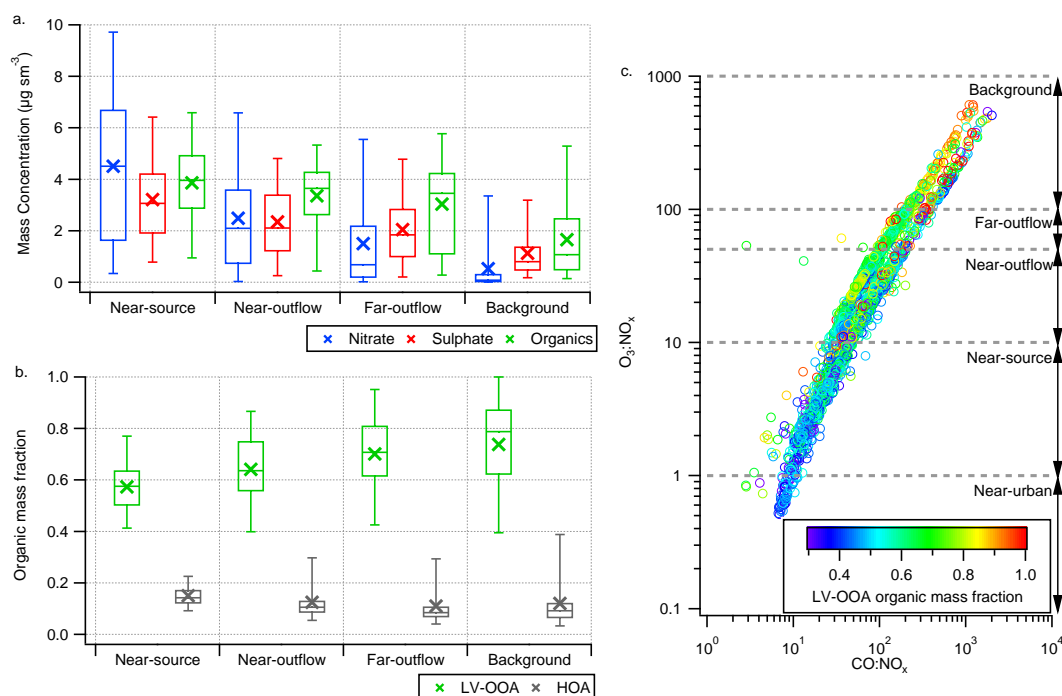 a.
10
8
6
4
2
0
Mass Concentration (µg sm⁻³)
Near-source Near-outflow Far-outflow Background
Nitrate Sulphate Organics
b.
1.0
0.8
0.6
0.4
0.2
0.0
Organic mass fraction
Near-source Near-outflow Far-outflow Background
LV-OOA HOA
c.
1000
100
10
1
0.1
O₃:NOₓ
Background
Far-outflow
Near-outflow
Near-source
Near-urban
0.4 0.6 0.8 1.0
LV-OOA organic mass fraction
10⁰ 10¹ 10² 10³ 10⁴
CO:NOₓ